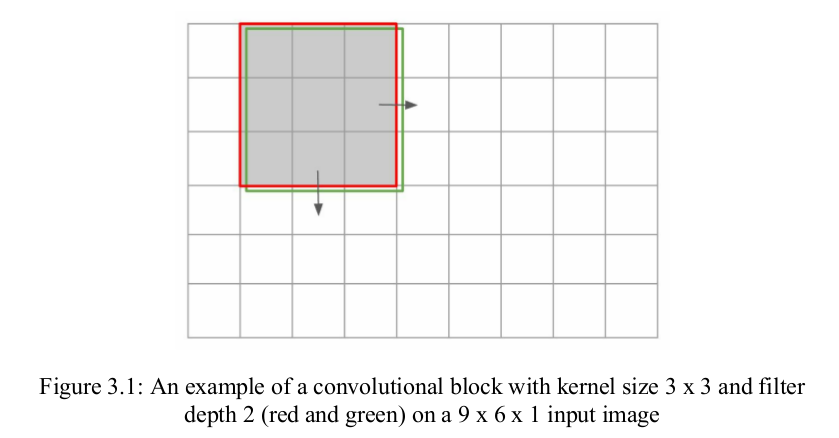 Figure 3.1: An example of a convolutional block with kernel size 3 x 3 and filter
depth 2 (red and green) on a 9 x 6 x 1 input image